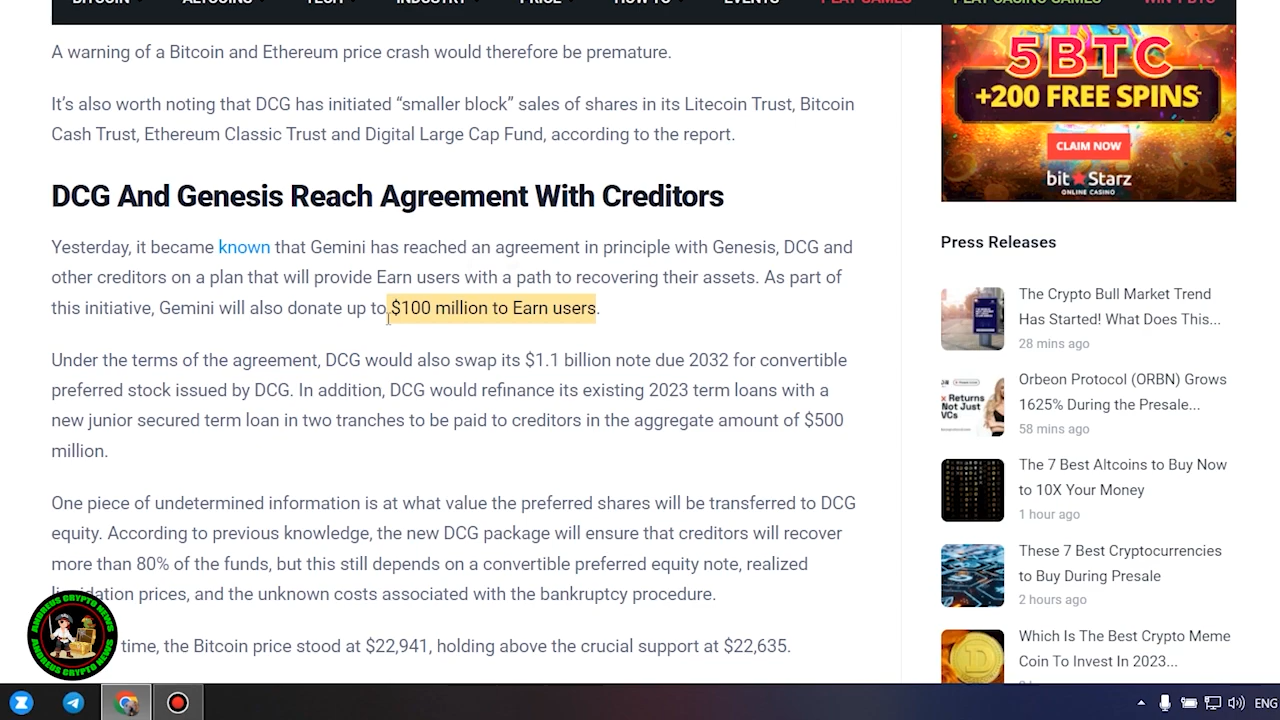 BITCOIN ALTCOINS TECH INDUSTRY PRICE HOW TO EVENTS PLAY GAMES PLAY CASINO GAMES WIN 1 BTC
A warning of a Bitcoin and Ethereum price cash would therefore be premature.
It's also worth noting that DCG has initiated “smaller block” sales of shares in its Litecoin Trust, Bitcoin
Cash Trust, Ethereum Classic Trust and Digital Large Cap Fund, according to the report.
DCG And Genesis Reach Agreement With Creditors
Yesterday, it became known that Gemini has reached an agreement in principle with Genesis, DCG and
other creditors on a plan that will provide Earn users with a path to recovering their assets. As part of
this initiative, Gemini will also donate up to $100 million to Earn users.
Under the terms of the agreement, DCG would also swap its $1.1 billion note due 2032 for convertible
preferred stock issued by DCG. In addition, DCG would refinance its existing 2023 term loans with a
new junior secured term loan in two tranches to be paid to creditors in the aggregate amount of $500
million.
One piece of undetermined information is at what value the preferred shares will be transferred to DCG
equity. According to previous knowledge, the new DCG package will ensure that creditors will recover
more than 80% of the funds, but this still depends on a convertible preferred equity note, realized
liquidation prices, and the unknown costs associated with the bankruptcy procedure.
time, the Bitcoin price stood at $22,941, holding above the crucial support at $22,635.
5 BTC
+200 FREE SPINS
CLAIM NOW
bit★Starz
ONLINE CASINO
Press Releases
The Crypto Bull Market Trend
Has Started! What Does This...
28 mins ago
x Returns
Not Just
VCs
Orbeon Protocol (ORBN) Grows
1625% During the Presale...
58 mins ago
The 7 Best Altcoins to Buy Now
to 10X Your Money
1 hour ago
These 7 Best Cryptocurrencies
to Buy During Presale
2 hours ago
Which Is The Best Crypto Meme
Coin To Invest In 2023...
ANDREUS CRYPTO NEWS
ANDREUS CRYPTO NEWS
ENG